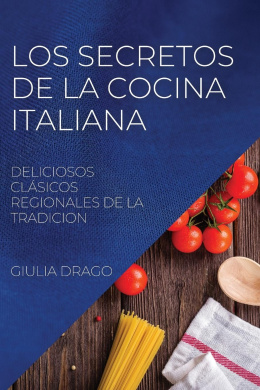 LOS SECRETOS
DE LA COCINA
ITALIANA
DELICIOSOS
CLÁSICOS
REGIONALES DE LA
TRADICION
GIULIA DRAGO